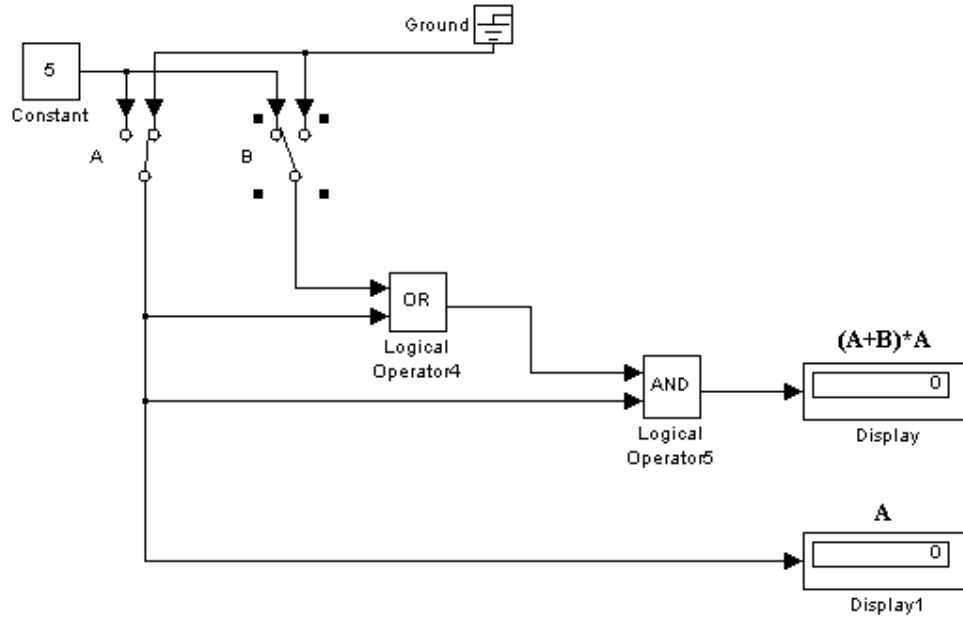 Ground
5
Constant
A
B
OR
Logical
Operator4
(A+B)*A
0
AND
Display
Logical
Operator5
A
0
Display1